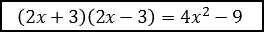 (2x + 3)(2x − 3) = 4x² − 9